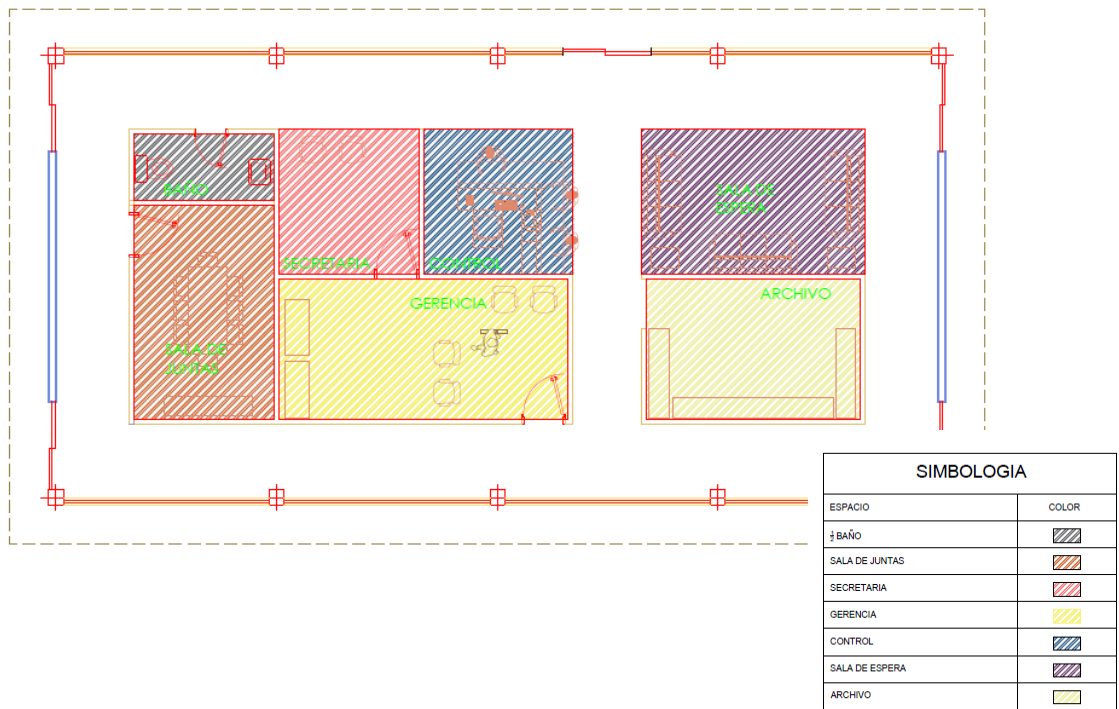 BAÑO
SALA DE
ESPERA
SECRETARIA
CONTROL
GERENCIA
ARCHIVO
SALA DE
JUNTAS
SIMBOLOGIA
ESPACIO COLOR
½ BAÑO
SALA DE JUNTAS
SECRETARIA
GERENCIA
CONTROL
SALA DE ESPERA
ARCHIVO